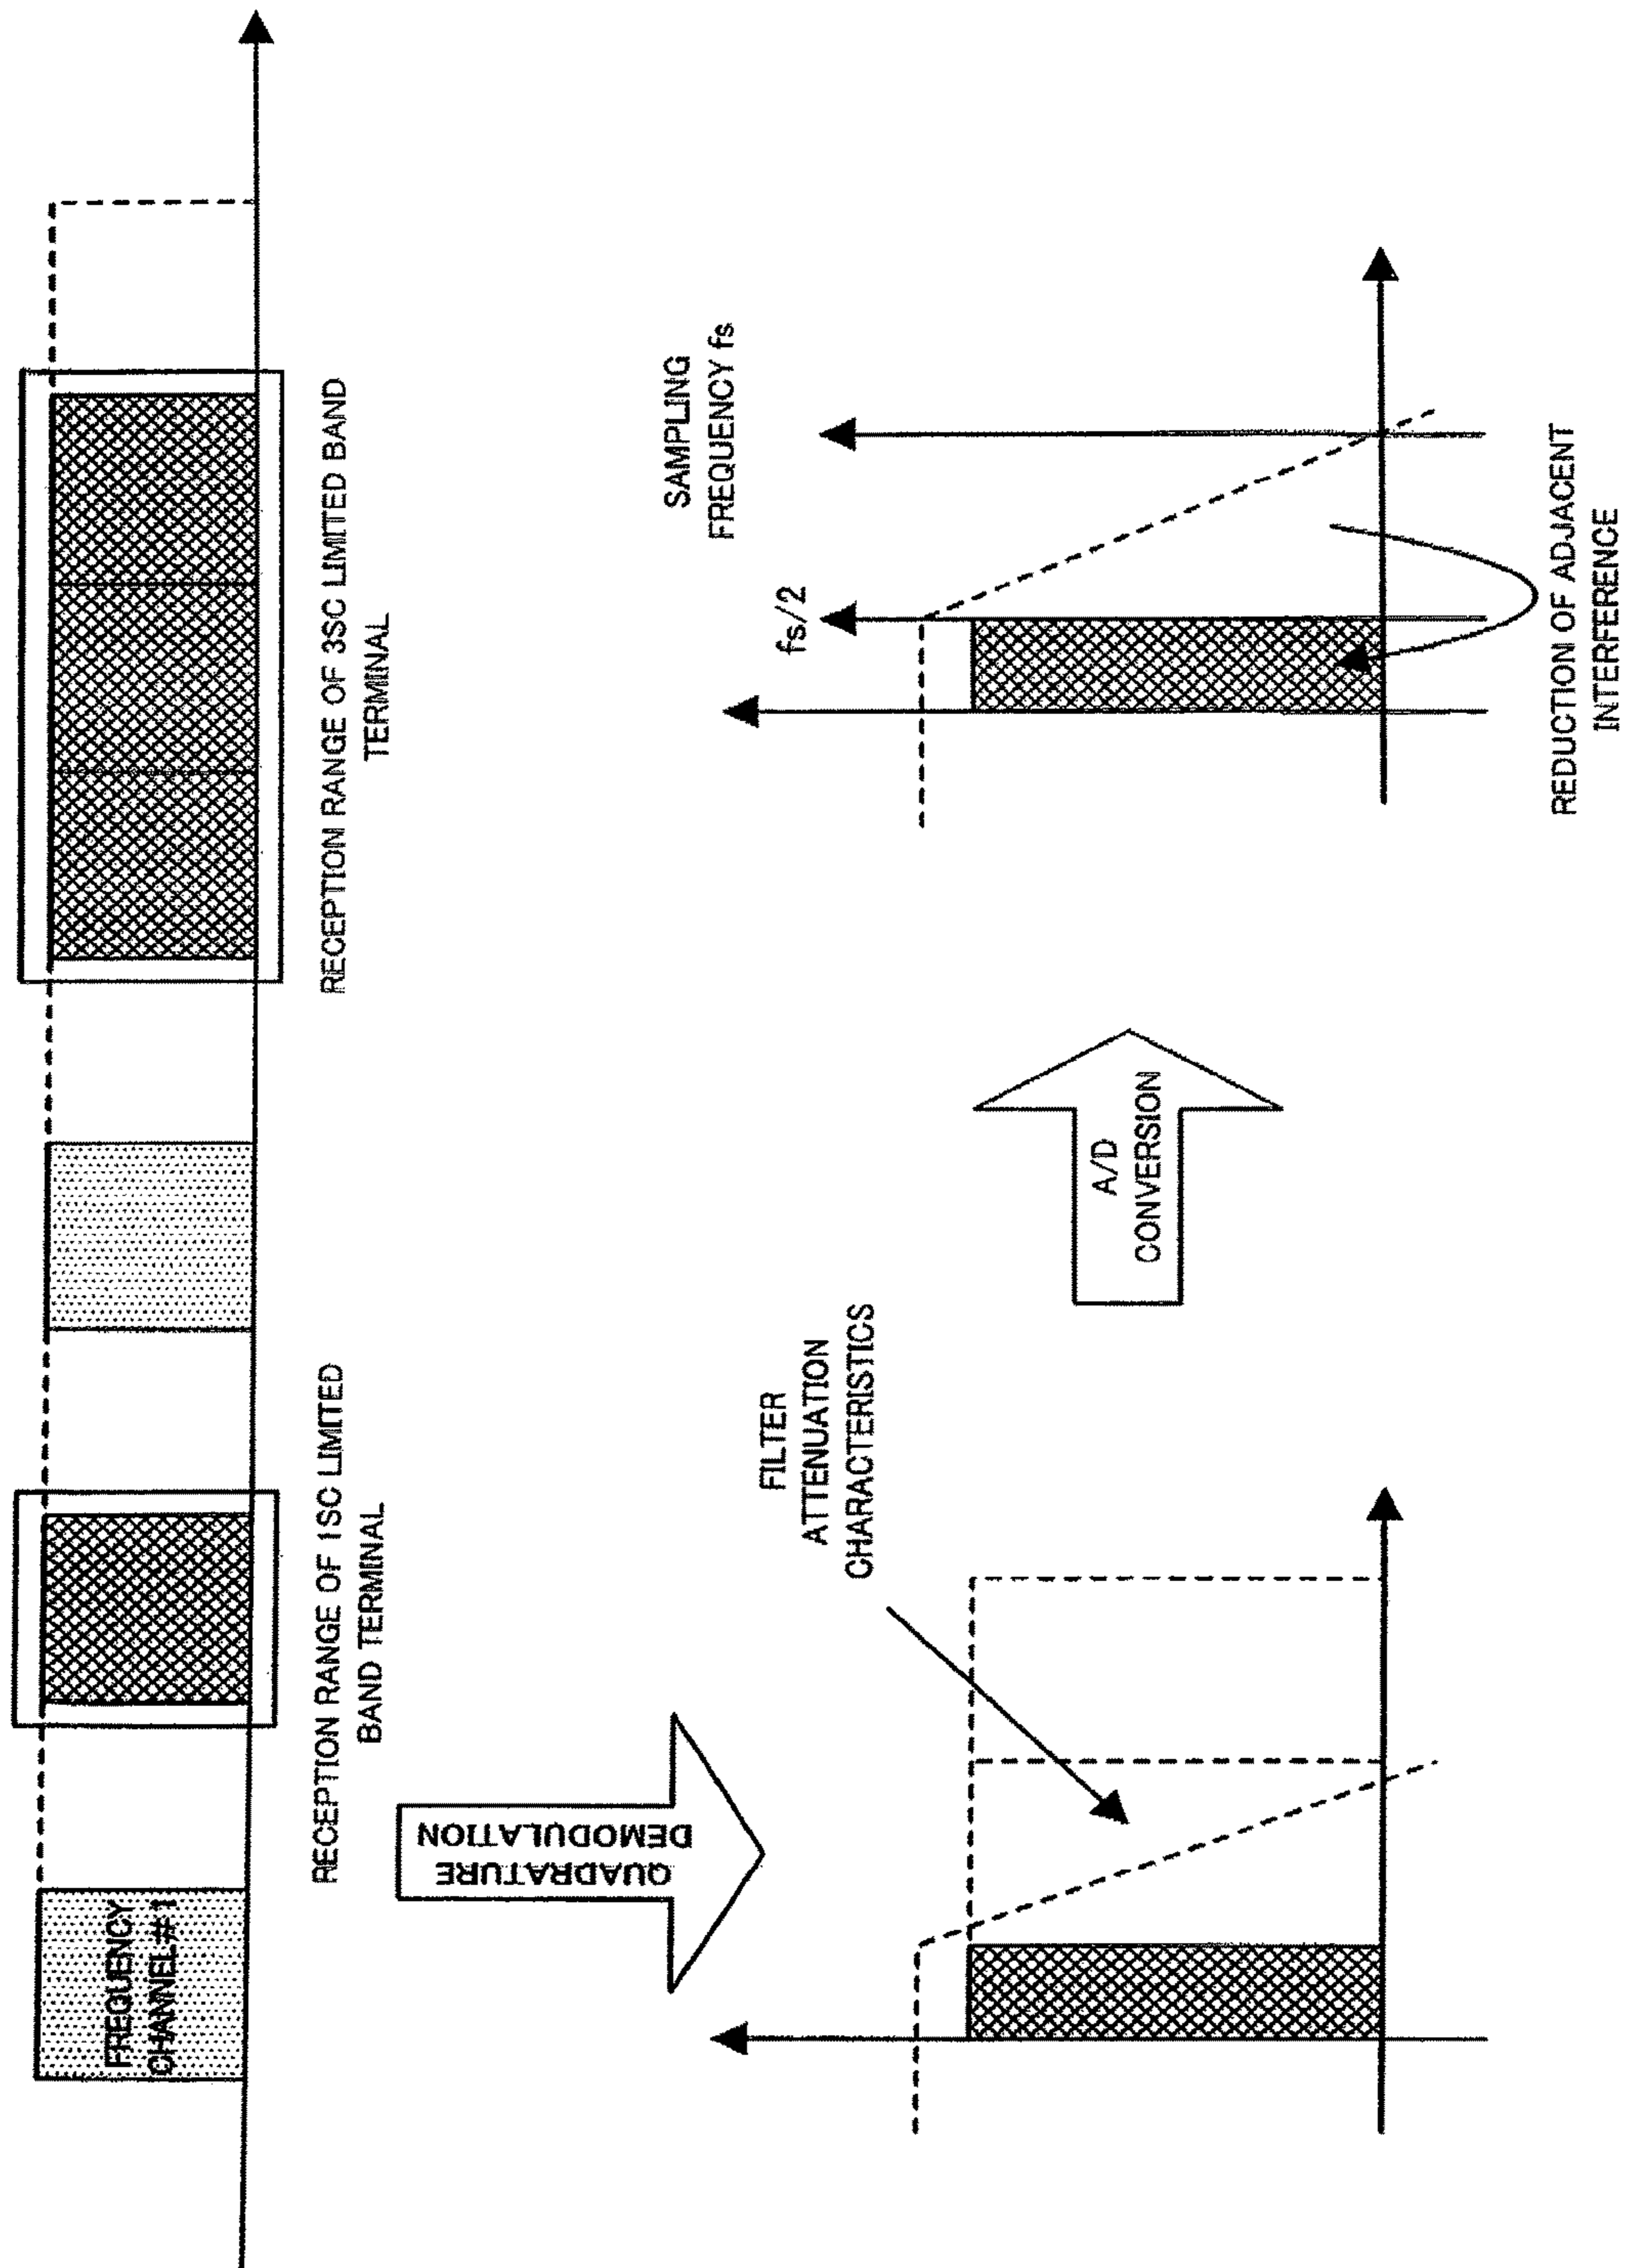 FREQUENCY
CHANNEL#1
RECEPTION RANGE OF 1SC LIMITED
BAND TERMINAL
RECEPTION RANGE OF 3SC LIMITED BAND
TERMINAL
QUADRATURE
DEMODULATION
FILTER
ATTENUATION
CHARACTERISTICS
A/D
CONVERSION
SAMPLING
FREQUENCY fs
fs/2
REDUCTION OF ADJACENT
INTERFERENCE